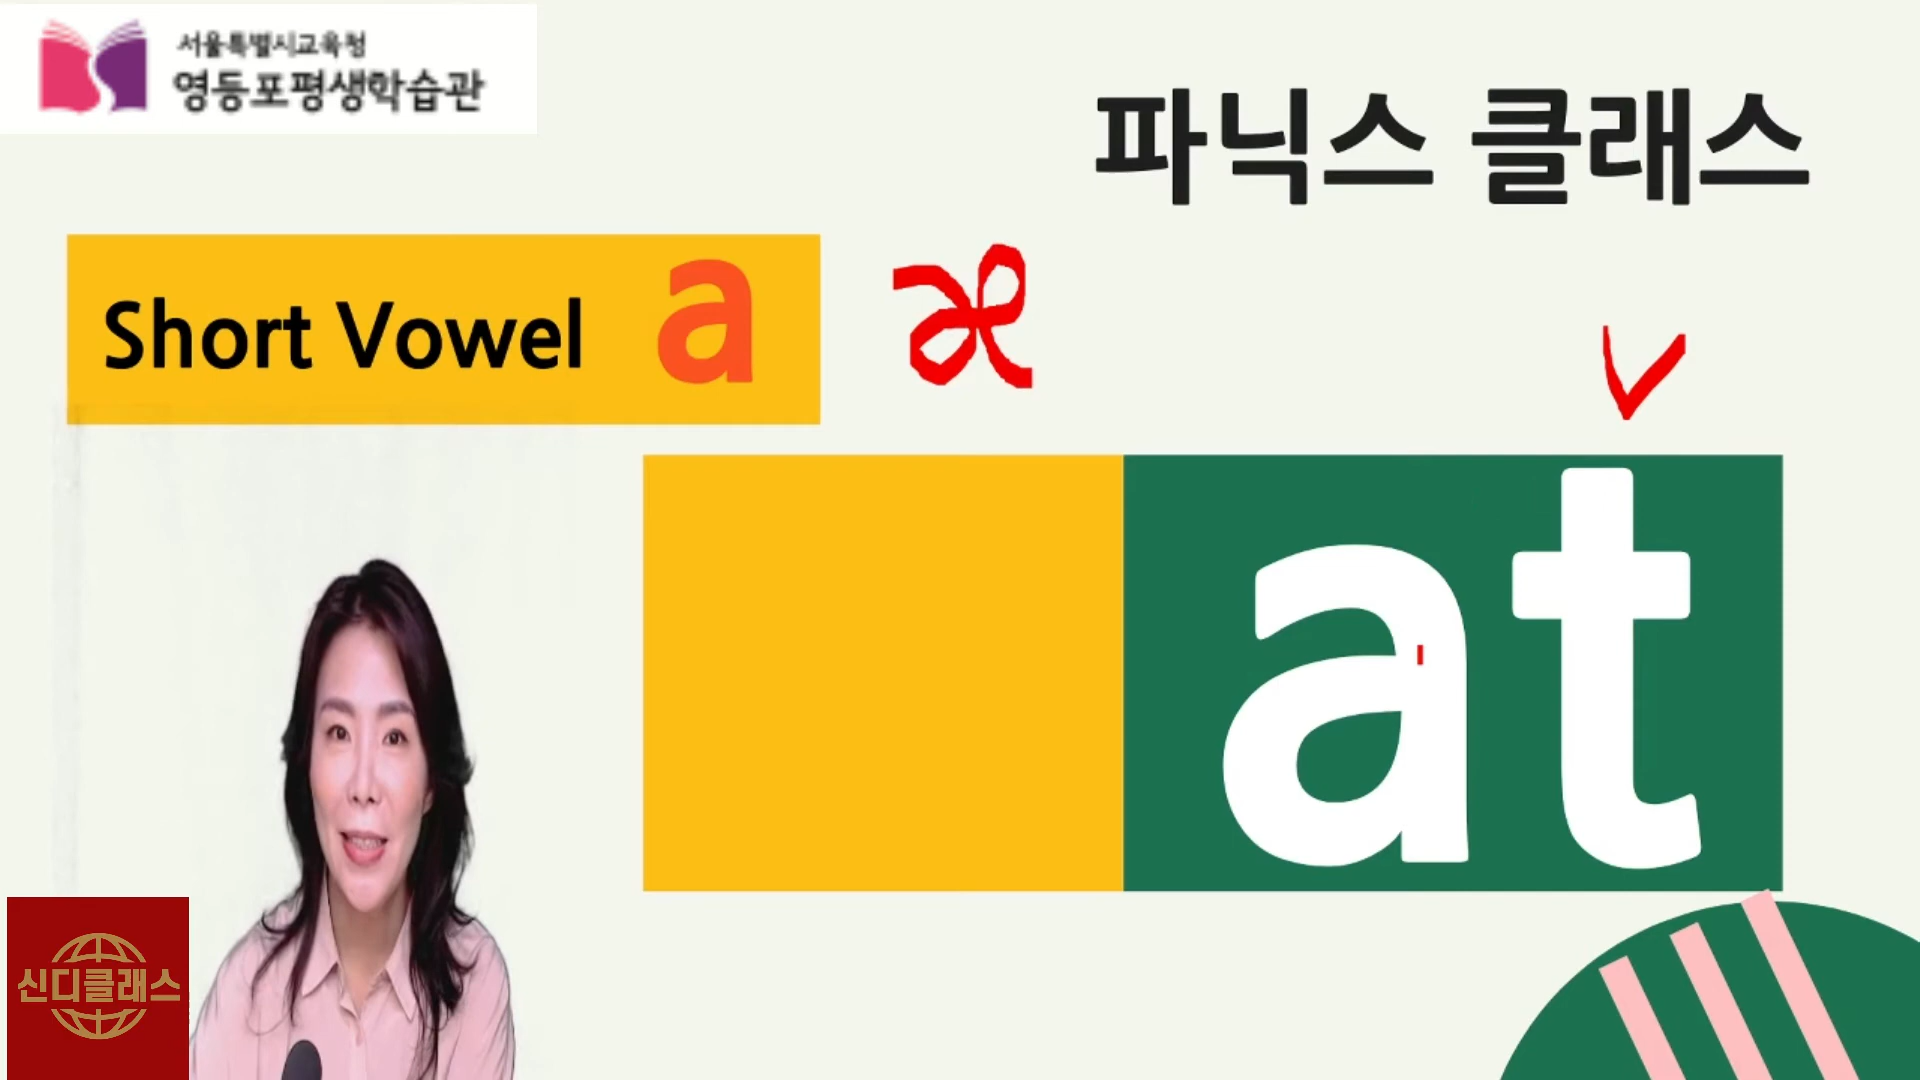 서울특별시교육청
영등포평생학습관
파닉스 클래스
Short Vowel a æ
at
신디클래스